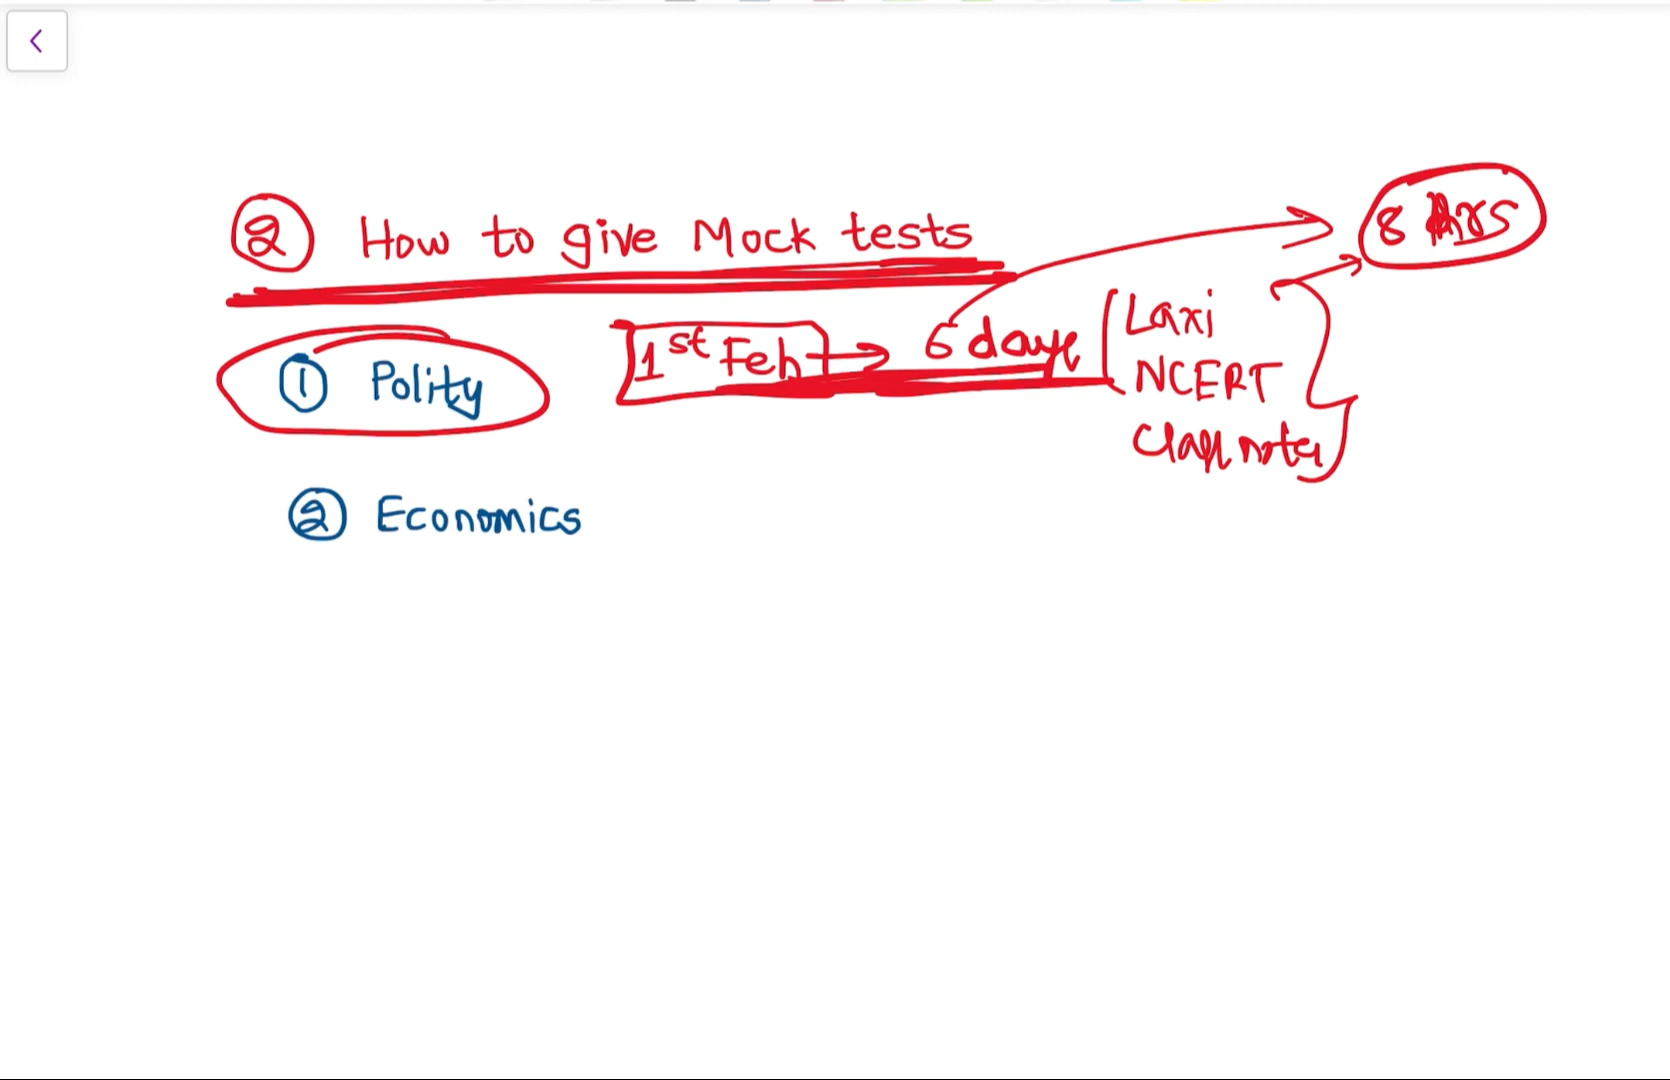 ② How to give Mock tests 8 hrs
① Polity 1st Feb → 6 days Laxi
NCERT
Class notes
② Economics